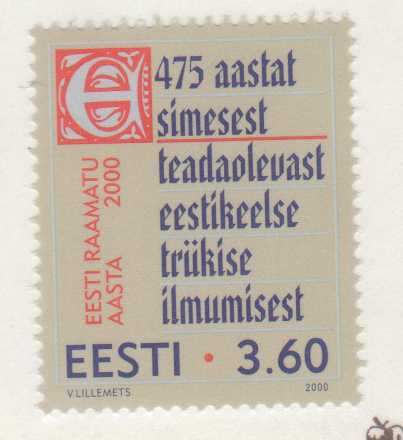 E
475 aastat
simesest
teadaolevast
eestikeelse
trükise
ilmumisest
EESTI RAAMATU
AASTA 2000
EESTI · 3.60
V.LILLEMETS 2000